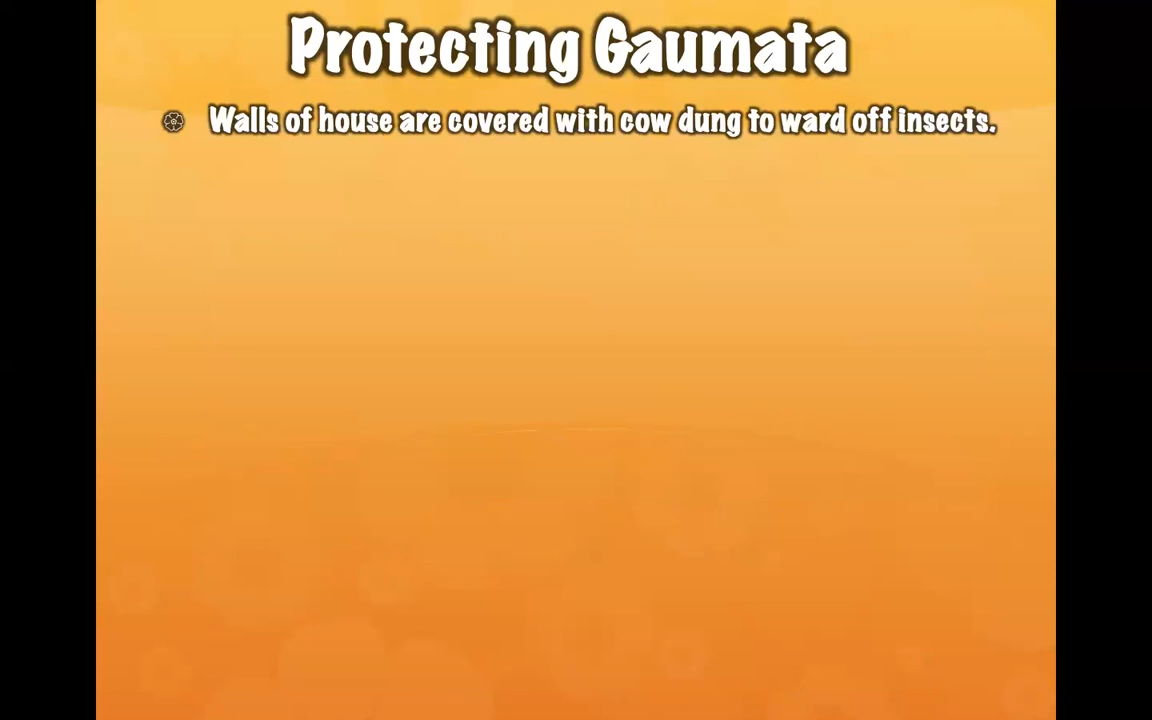 Protecting Gaumata
Walls of house are covered with cow dung to ward off insects.